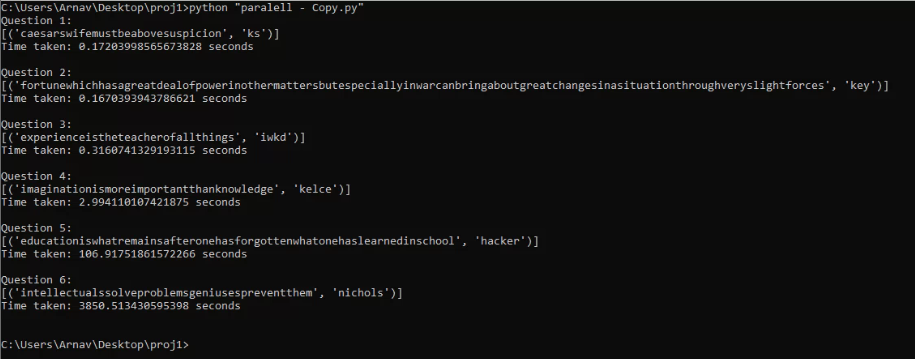 C:\Users\Arnav\Desktop\proj1>python "paralell - Copy.py"
Question 1:
[('caesarswifemustbeabovesuspicion', 'ks')]
Time taken: 0.17203998565673828 seconds
Question 2:
[('fortunewhichhasagreatdealofpowerinothermattersbutespeciallyinwarcanbringaboutgreatchangesinasituationthroughveryslightforces', 'key')]
Time taken: 0.1670393943786621 seconds
Question 3:
[('experienceistheteacherofallthings', 'iwkd')]
Time taken: 0.3160741329193115 seconds
Question 4:
[('imaginationismoreimportantthanknowledge', 'kelce')]
Time taken: 2.994110107421875 seconds
Question 5:
[('educationiswhatremainsafteronehasforgottenwhatonehaslearnedinschool', 'hacker')]
Time taken: 106.91751861572266 seconds
Question 6:
[('intellectualssolveproblemsgeniusespreventthem', 'nichols')]
Time taken: 3850.513430595398 seconds
C:\Users\Arnav\Desktop\proj1>